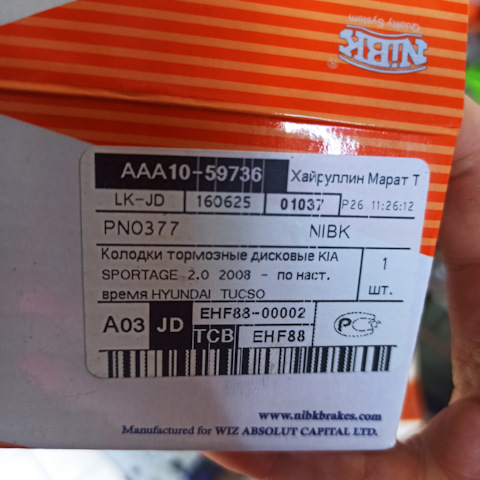 NiBK
®
Quality System
AAA10-59736 Хайруллин Марат Т
LK-JD 160625 01037 P26 11:26:12
PN0377 NIBK
Колодки тормозные дисковые KIA
SPORTAGE 2.0 2008 - по наст.
время HYUNDAI TUCSO
1
шт.
A03 JD EHF88-00002
TCB EHF88
РС
www.nibkbrakes.com
Manufactured for WIZ ABSOLUT CAPITAL LTD.